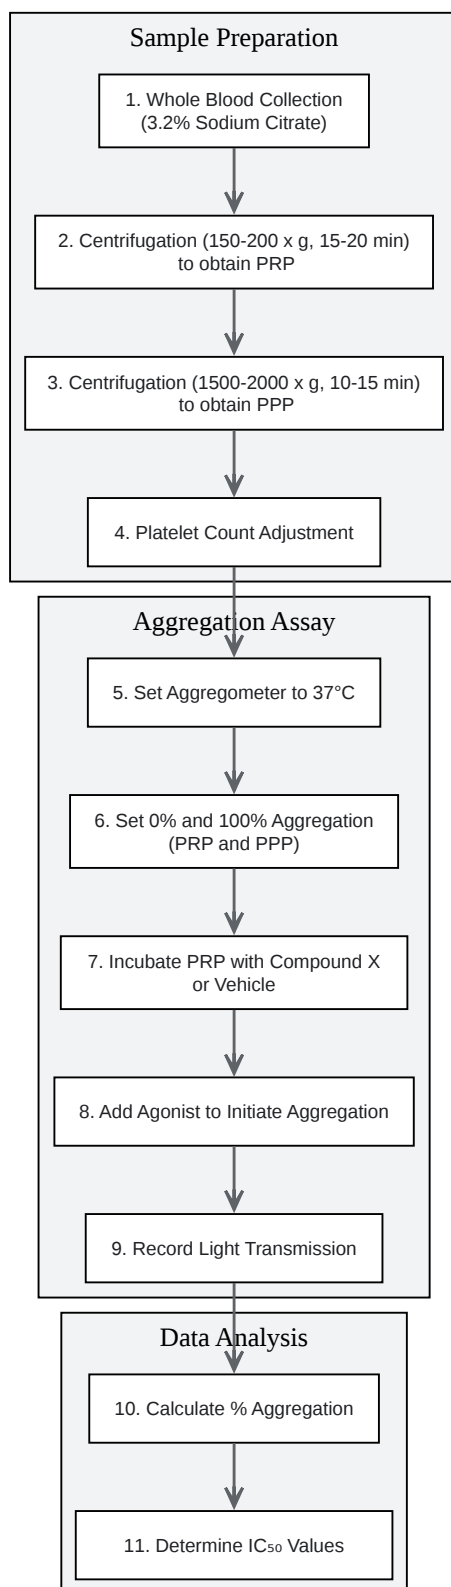 Sample Preparation
1. Whole Blood Collection
(3.2% Sodium Citrate)
2. Centrifugation (150-200 x g, 15-20 min)
to obtain PRP
3. Centrifugation (1500-2000 x g, 10-15 min)
to obtain PPP
4. Platelet Count Adjustment
Aggregation Assay
5. Set Aggregometer to 37°C
6. Set 0% and 100% Aggregation
(PRP and PPP)
7. Incubate PRP with Compound X
or Vehicle
8. Add Agonist to Initiate Aggregation
9. Record Light Transmission
Data Analysis
10. Calculate % Aggregation
11. Determine IC₅₀ Values